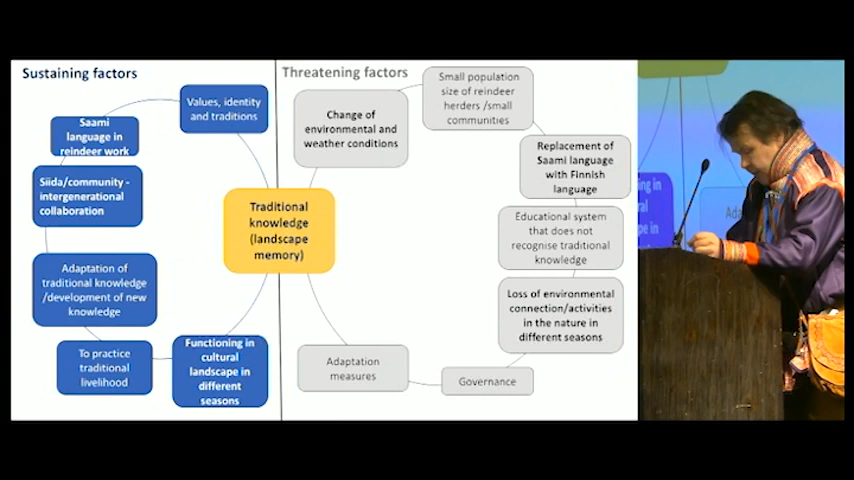 Sustaining factors
Values, identity
and traditions
Saami
language in
reindeer work
Siida/community -
intergenerational
collaboration
Adaptation of
traditional knowledge
/development of new
knowledge
To practice
traditional
livelihood
Functioning in
cultural
landscape in
different
seasons
Traditional
knowledge
(landscape
memory)
Threatening factors
Change of
environmental and
weather conditions
Small population
size of reindeer
herders /small
communities
Replacement of
Saami language
with Finnish
language
Educational system
that does not
recognise traditional
knowledge
Loss of environmental
connection/activities
in the nature in
different seasons
Governance
Adaptation
measures